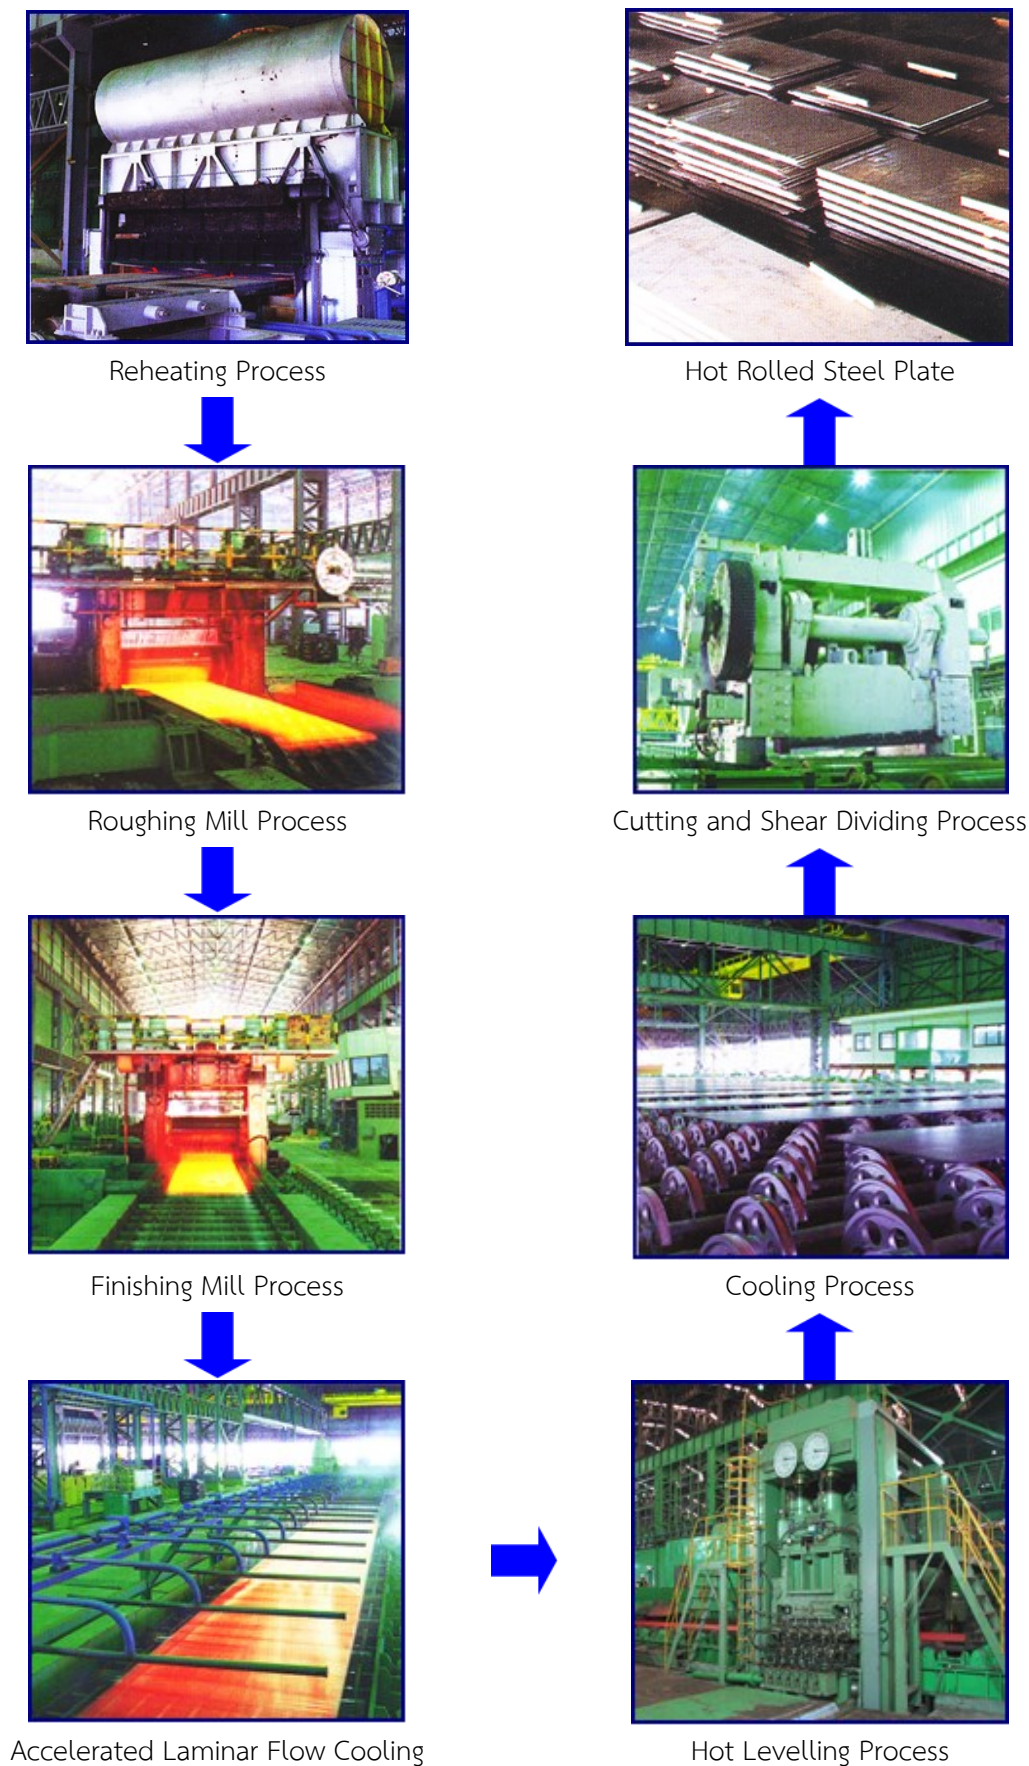 Reheating Process
Hot Rolled Steel Plate
Roughing Mill Process
Cutting and Shear Dividing Process
Finishing Mill Process
Cooling Process
Accelerated Laminar Flow Cooling
Hot Levelling Process